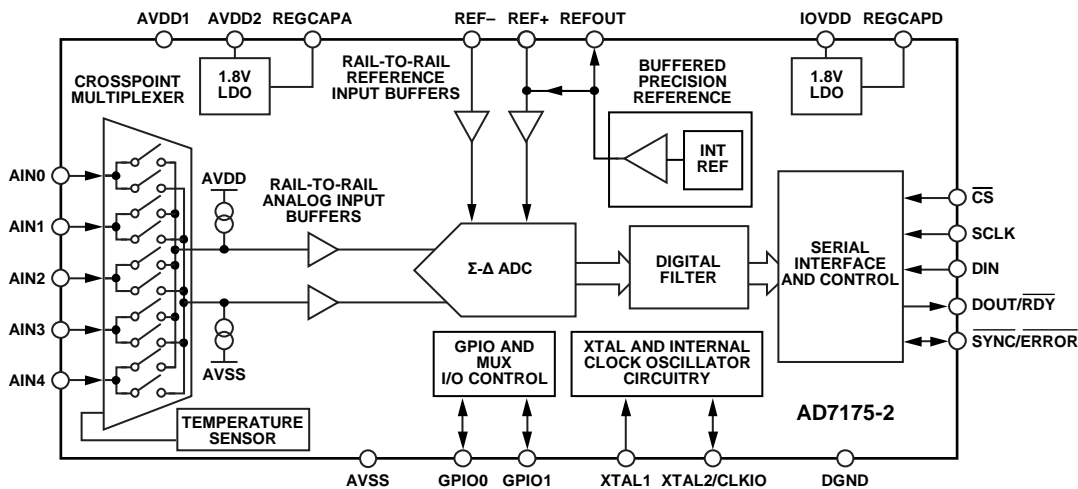 AVDD1 AVDD2 REGCAPA REF– REF+ REFOUT IOVDD REGCAPD
CROSSPOINT
MULTIPLEXER
1.8V
LDO
RAIL-TO-RAIL
REFERENCE
INPUT BUFFERS
BUFFERED
PRECISION
REFERENCE
INT
REF
1.8V
LDO
AIN0
AIN1
AIN2
AIN3
AIN4
AVDD
RAIL-TO-RAIL
ANALOG INPUT
BUFFERS
AVSS
Σ-Δ ADC
DIGITAL
FILTER
SERIAL
INTERFACE
AND CONTROL
CS
SCLK
DIN
DOUT/RDY
SYNC/ERROR
GPIO AND
MUX
I/O CONTROL
XTAL AND INTERNAL
CLOCK OSCILLATOR
CIRCUITRY
TEMPERATURE
SENSOR
AD7175-2
AVSS GPIO0 GPIO1 XTAL1 XTAL2/CLKIO DGND